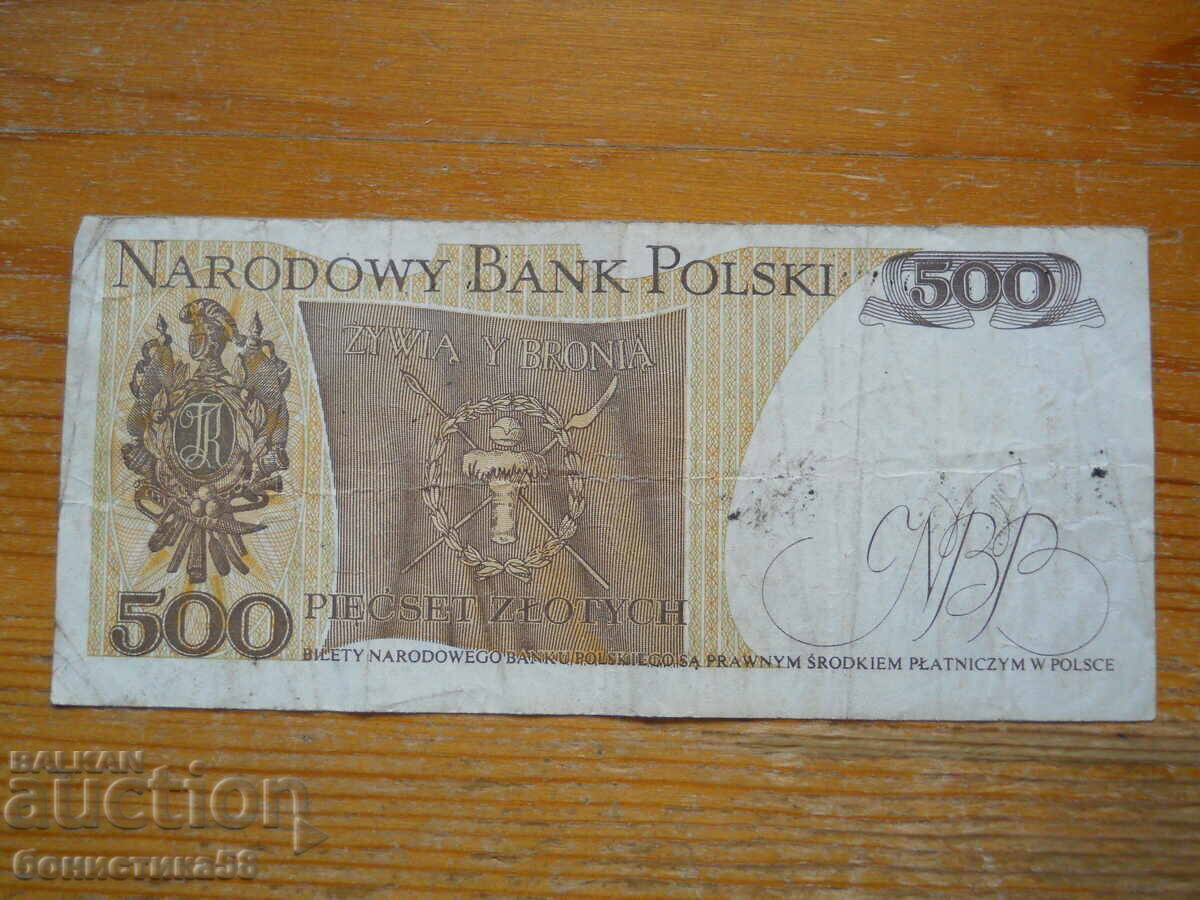 NARODOWY BANK POLSKI
500
ŻYWIĄ Y BRONIĄ
TK
NBP
500
PIĘĆSET ZŁOTYCH
BILETY NARODOWEGO BANKU POLSKIEGO SĄ PRAWNYM ŚRODKIEM PŁATNICZYM W POLSCE
BALKAN
auction
бонистика58